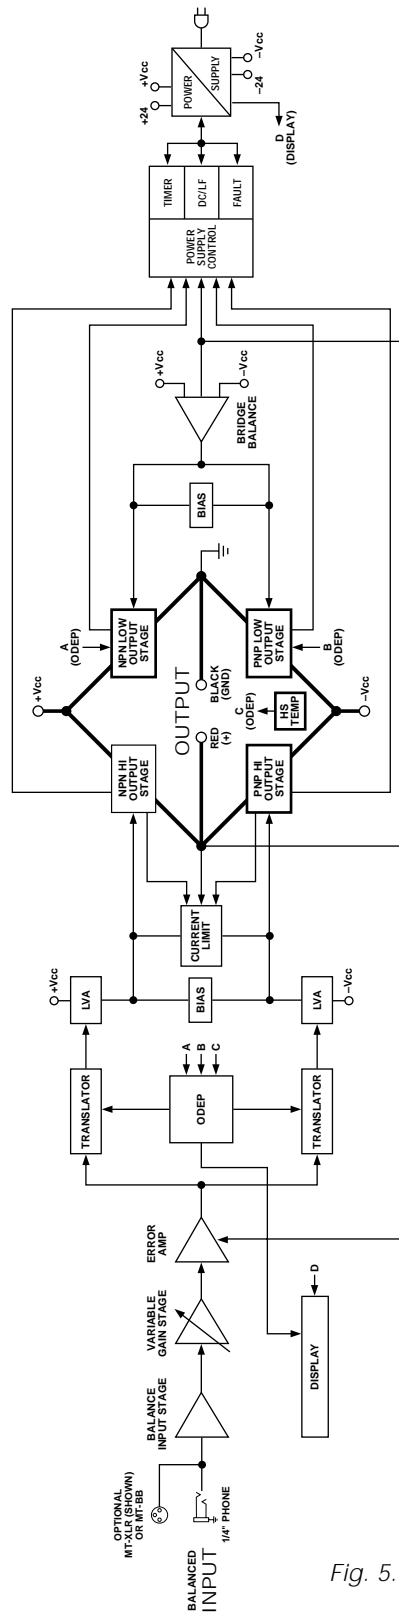 OPTIONAL
MT-XLR (SHOWN)
OR MT-BB
BALANCED
INPUT
1/4" PHONE
BALANCE
INPUT STAGE
VARIABLE
GAIN STAGE
ERROR
AMP
DISPLAY
D
TRANSLATOR
ODEP
A
B
C
TRANSLATOR
+Vcc
LVA
BIAS
LVA
–Vcc
CURRENT
LIMIT
+Vcc
NPN HI
OUTPUT
STAGE
PNP HI
OUTPUT
STAGE
OUTPUT
RED
(+)
BLACK
(GND)
C
(ODEP)
HS
TEMP
–Vcc
A
(ODEP)
NPN LOW
OUTPUT
STAGE
PNP LOW
OUTPUT
STAGE
B
(ODEP)
BIAS
+Vcc
–Vcc
BRIDGE
BALANCE
POWER
SUPPLY
CONTROL
TIMER
DC/LF
FAULT
+24
+Vcc
POWER
SUPPLY
–Vcc
–24
D
(DISPLAY)
Fig. 5.